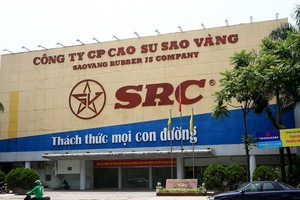 CÔNG TY CP CAO SU SAO VÀNG
SAOVANG RUBBER JS COMPANY
SRC
Thách thức mọi con đường